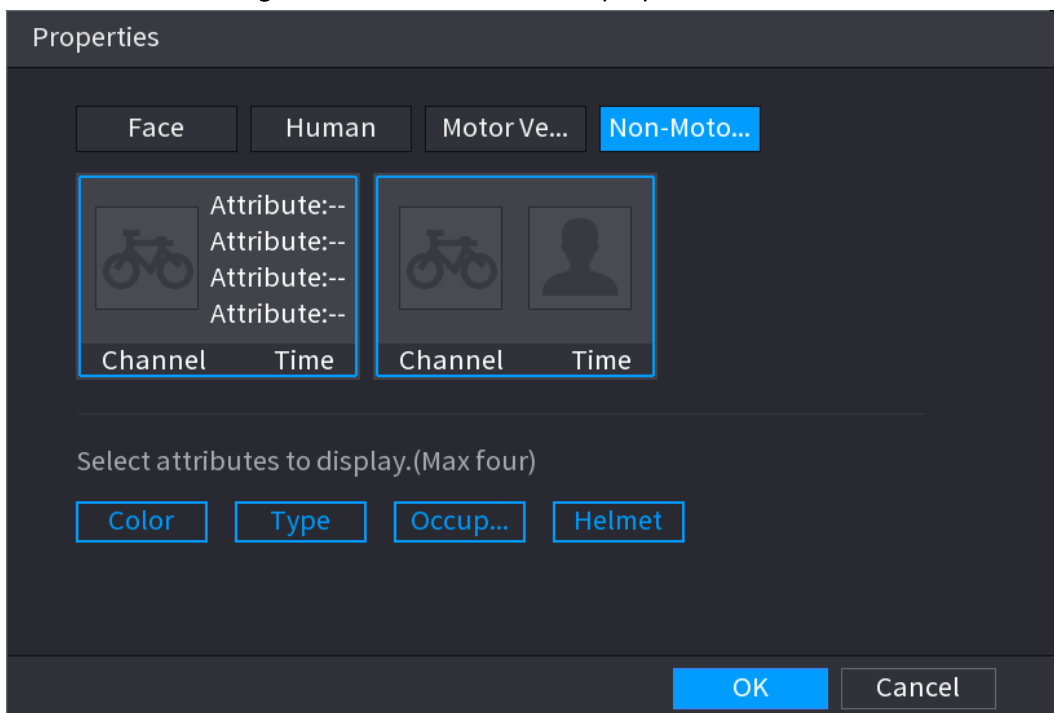 Properties
Face Human Motor Ve... Non-Moto...
Attribute:--
Attribute:--
Attribute:--
Attribute:--
Channel Time Channel Time
Select attributes to display.(Max four)
Color Type Occup... Helmet
OK Cancel